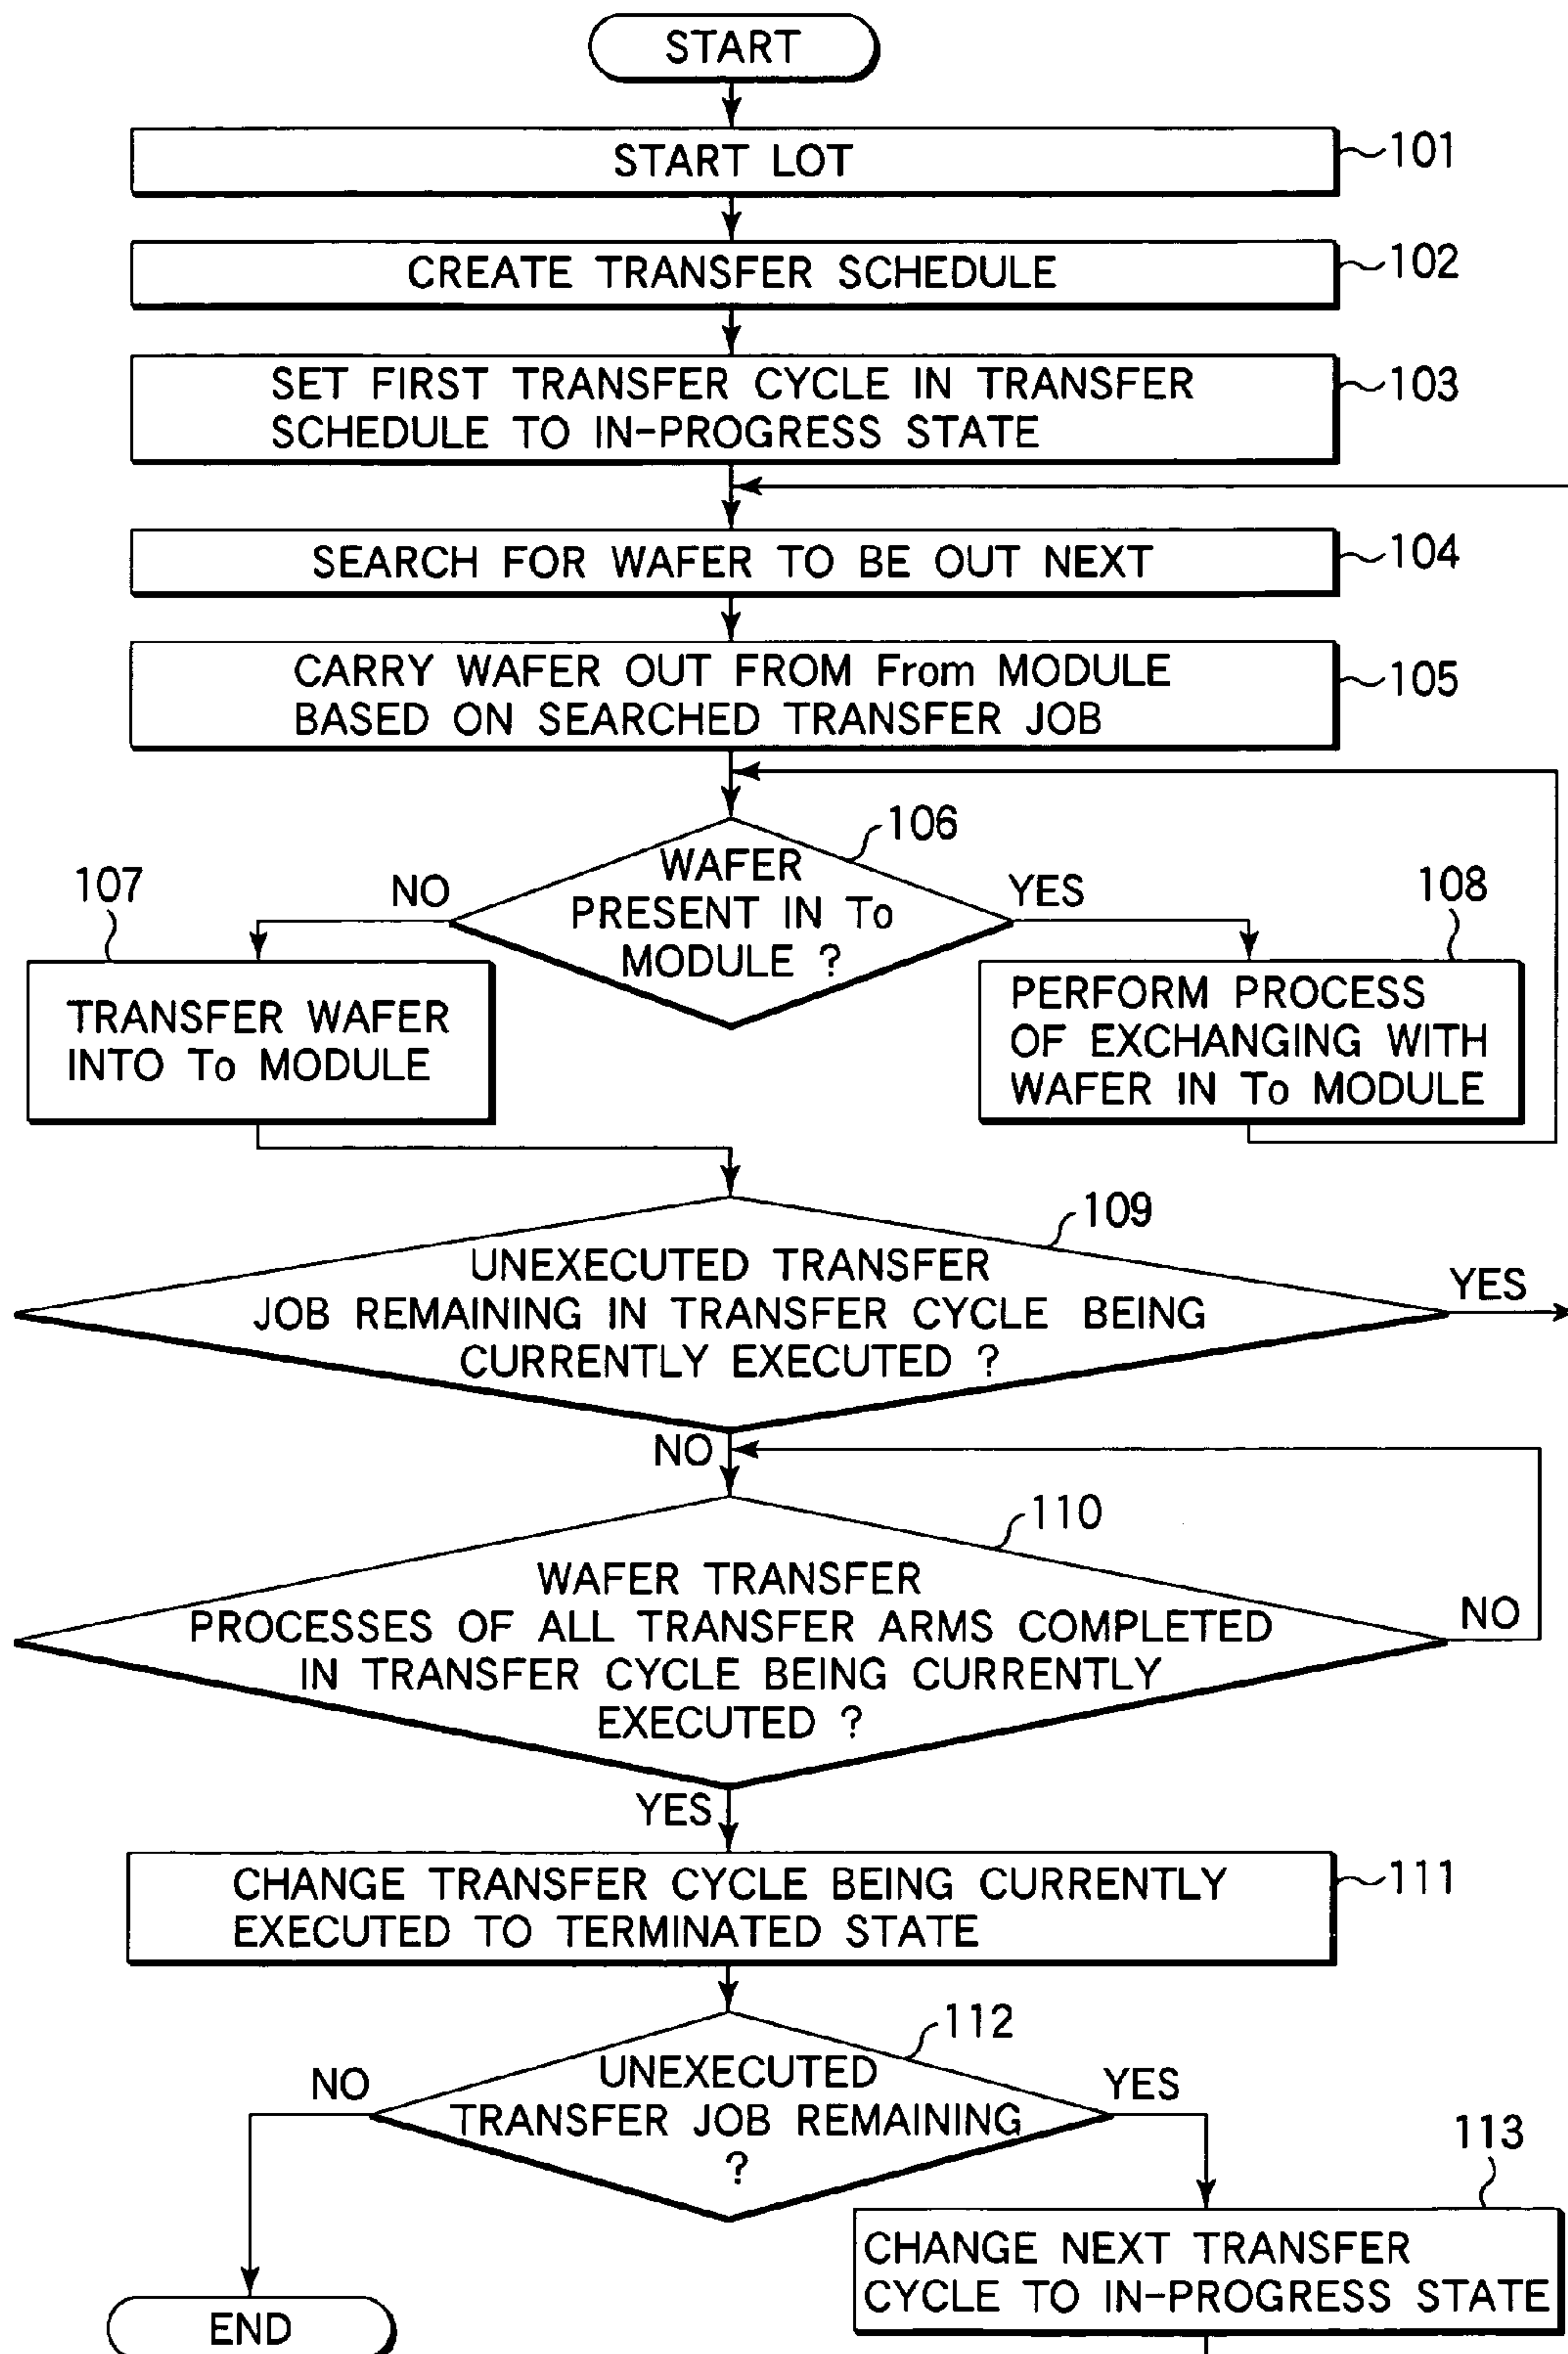 START
START LOT
101
CREATE TRANSFER SCHEDULE
102
SET FIRST TRANSFER CYCLE IN TRANSFER
SCHEDULE TO IN-PROGRESS STATE
103
SEARCH FOR WAFER TO BE OUT NEXT
104
CARRY WAFER OUT FROM From MODULE
BASED ON SEARCHED TRANSFER JOB
105
106
WAFER
PRESENT IN To
MODULE ?
NO
YES
107
TRANSFER WAFER
INTO To MODULE
108
PERFORM PROCESS
OF EXCHANGING WITH
WAFER IN To MODULE
109
UNEXECUTED TRANSFER
JOB REMAINING IN TRANSFER CYCLE BEING
CURRENTLY EXECUTED ?
YES
NO
110
WAFER TRANSFER
PROCESSES OF ALL TRANSFER ARMS COMPLETED
IN TRANSFER CYCLE BEING CURRENTLY
EXECUTED ?
NO
YES
CHANGE TRANSFER CYCLE BEING CURRENTLY
EXECUTED TO TERMINATED STATE
111
112
UNEXECUTED
TRANSFER JOB REMAINING
?
NO
YES
113
CHANGE NEXT TRANSFER
CYCLE TO IN-PROGRESS STATE
END